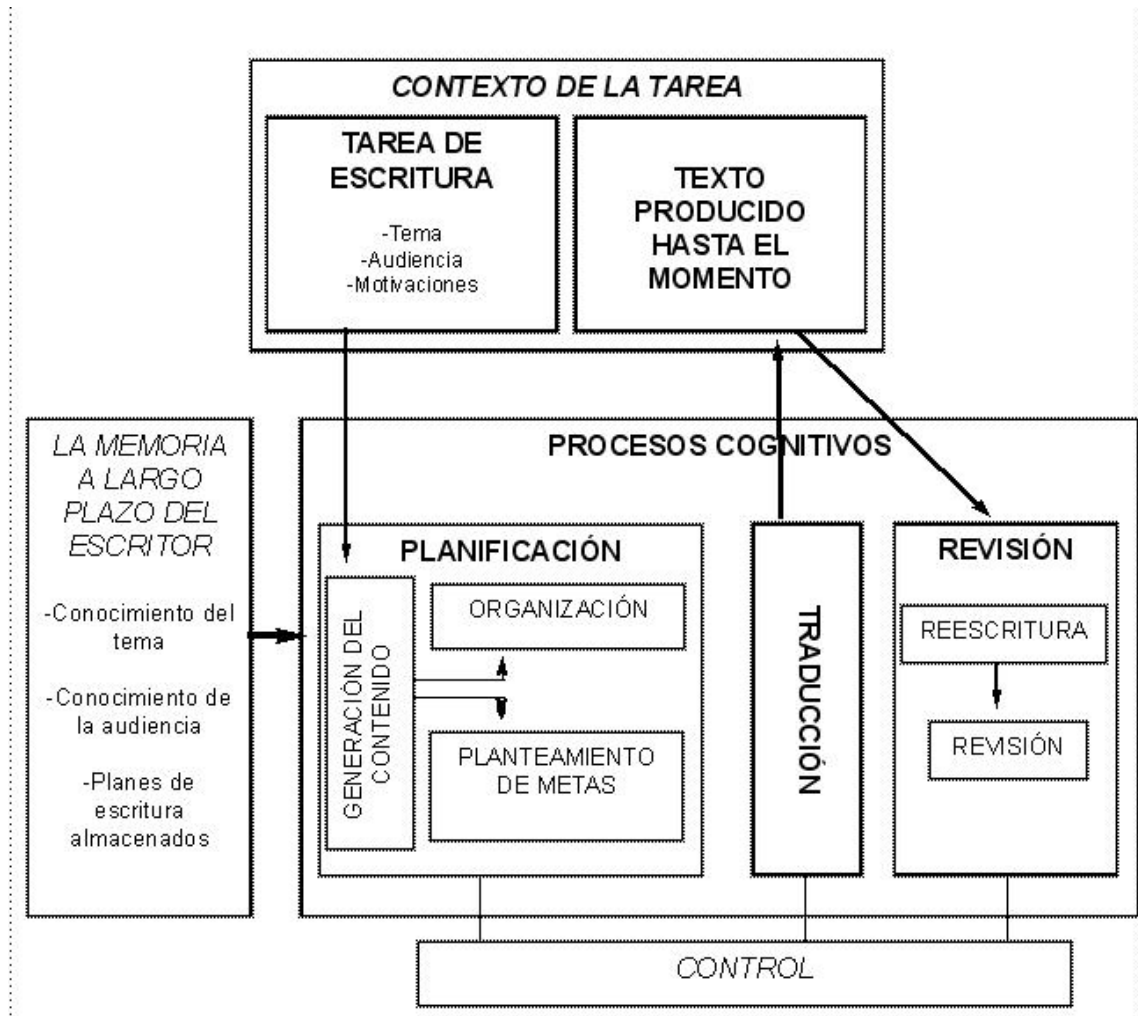 CONTEXTO DE LA TAREA
TAREA DE
ESCRITURA
-Tema
-Audiencia
-Motivaciones
TEXTO
PRODUCIDO
HASTA EL
MOMENTO
LA MEMORIA
A LARGO
PLAZO DEL
ESCRITOR
-Conocimiento del
tema
-Conocimiento de
la audiencia
-Planes de
escritura
almacenados
PROCESOS COGNITIVOS
PLANIFICACIÓN
GENERACIÓN DEL
CONTENIDO
ORGANIZACIÓN
PLANTEAMIENTO
DE METAS
TRADUCCIÓN
REVISIÓN
REESCRITURA
REVISIÓN
CONTROL